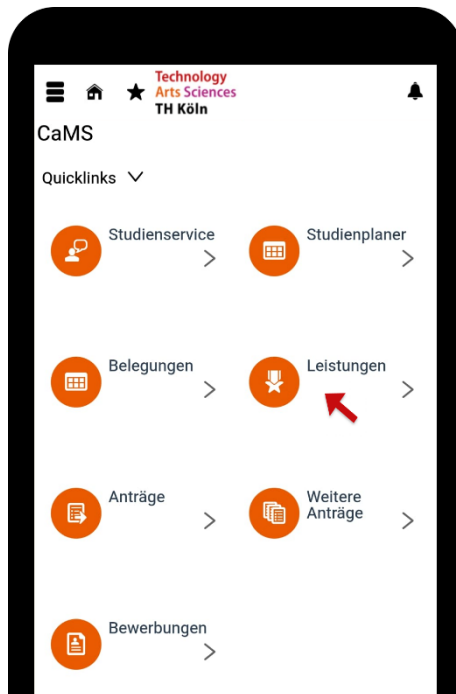 Technology
Arts Sciences
TH Köln
CaMS
Quicklinks
Studienservice
Studienplaner
Belegungen
Leistungen
Anträge
Weitere
Anträge
Bewerbungen